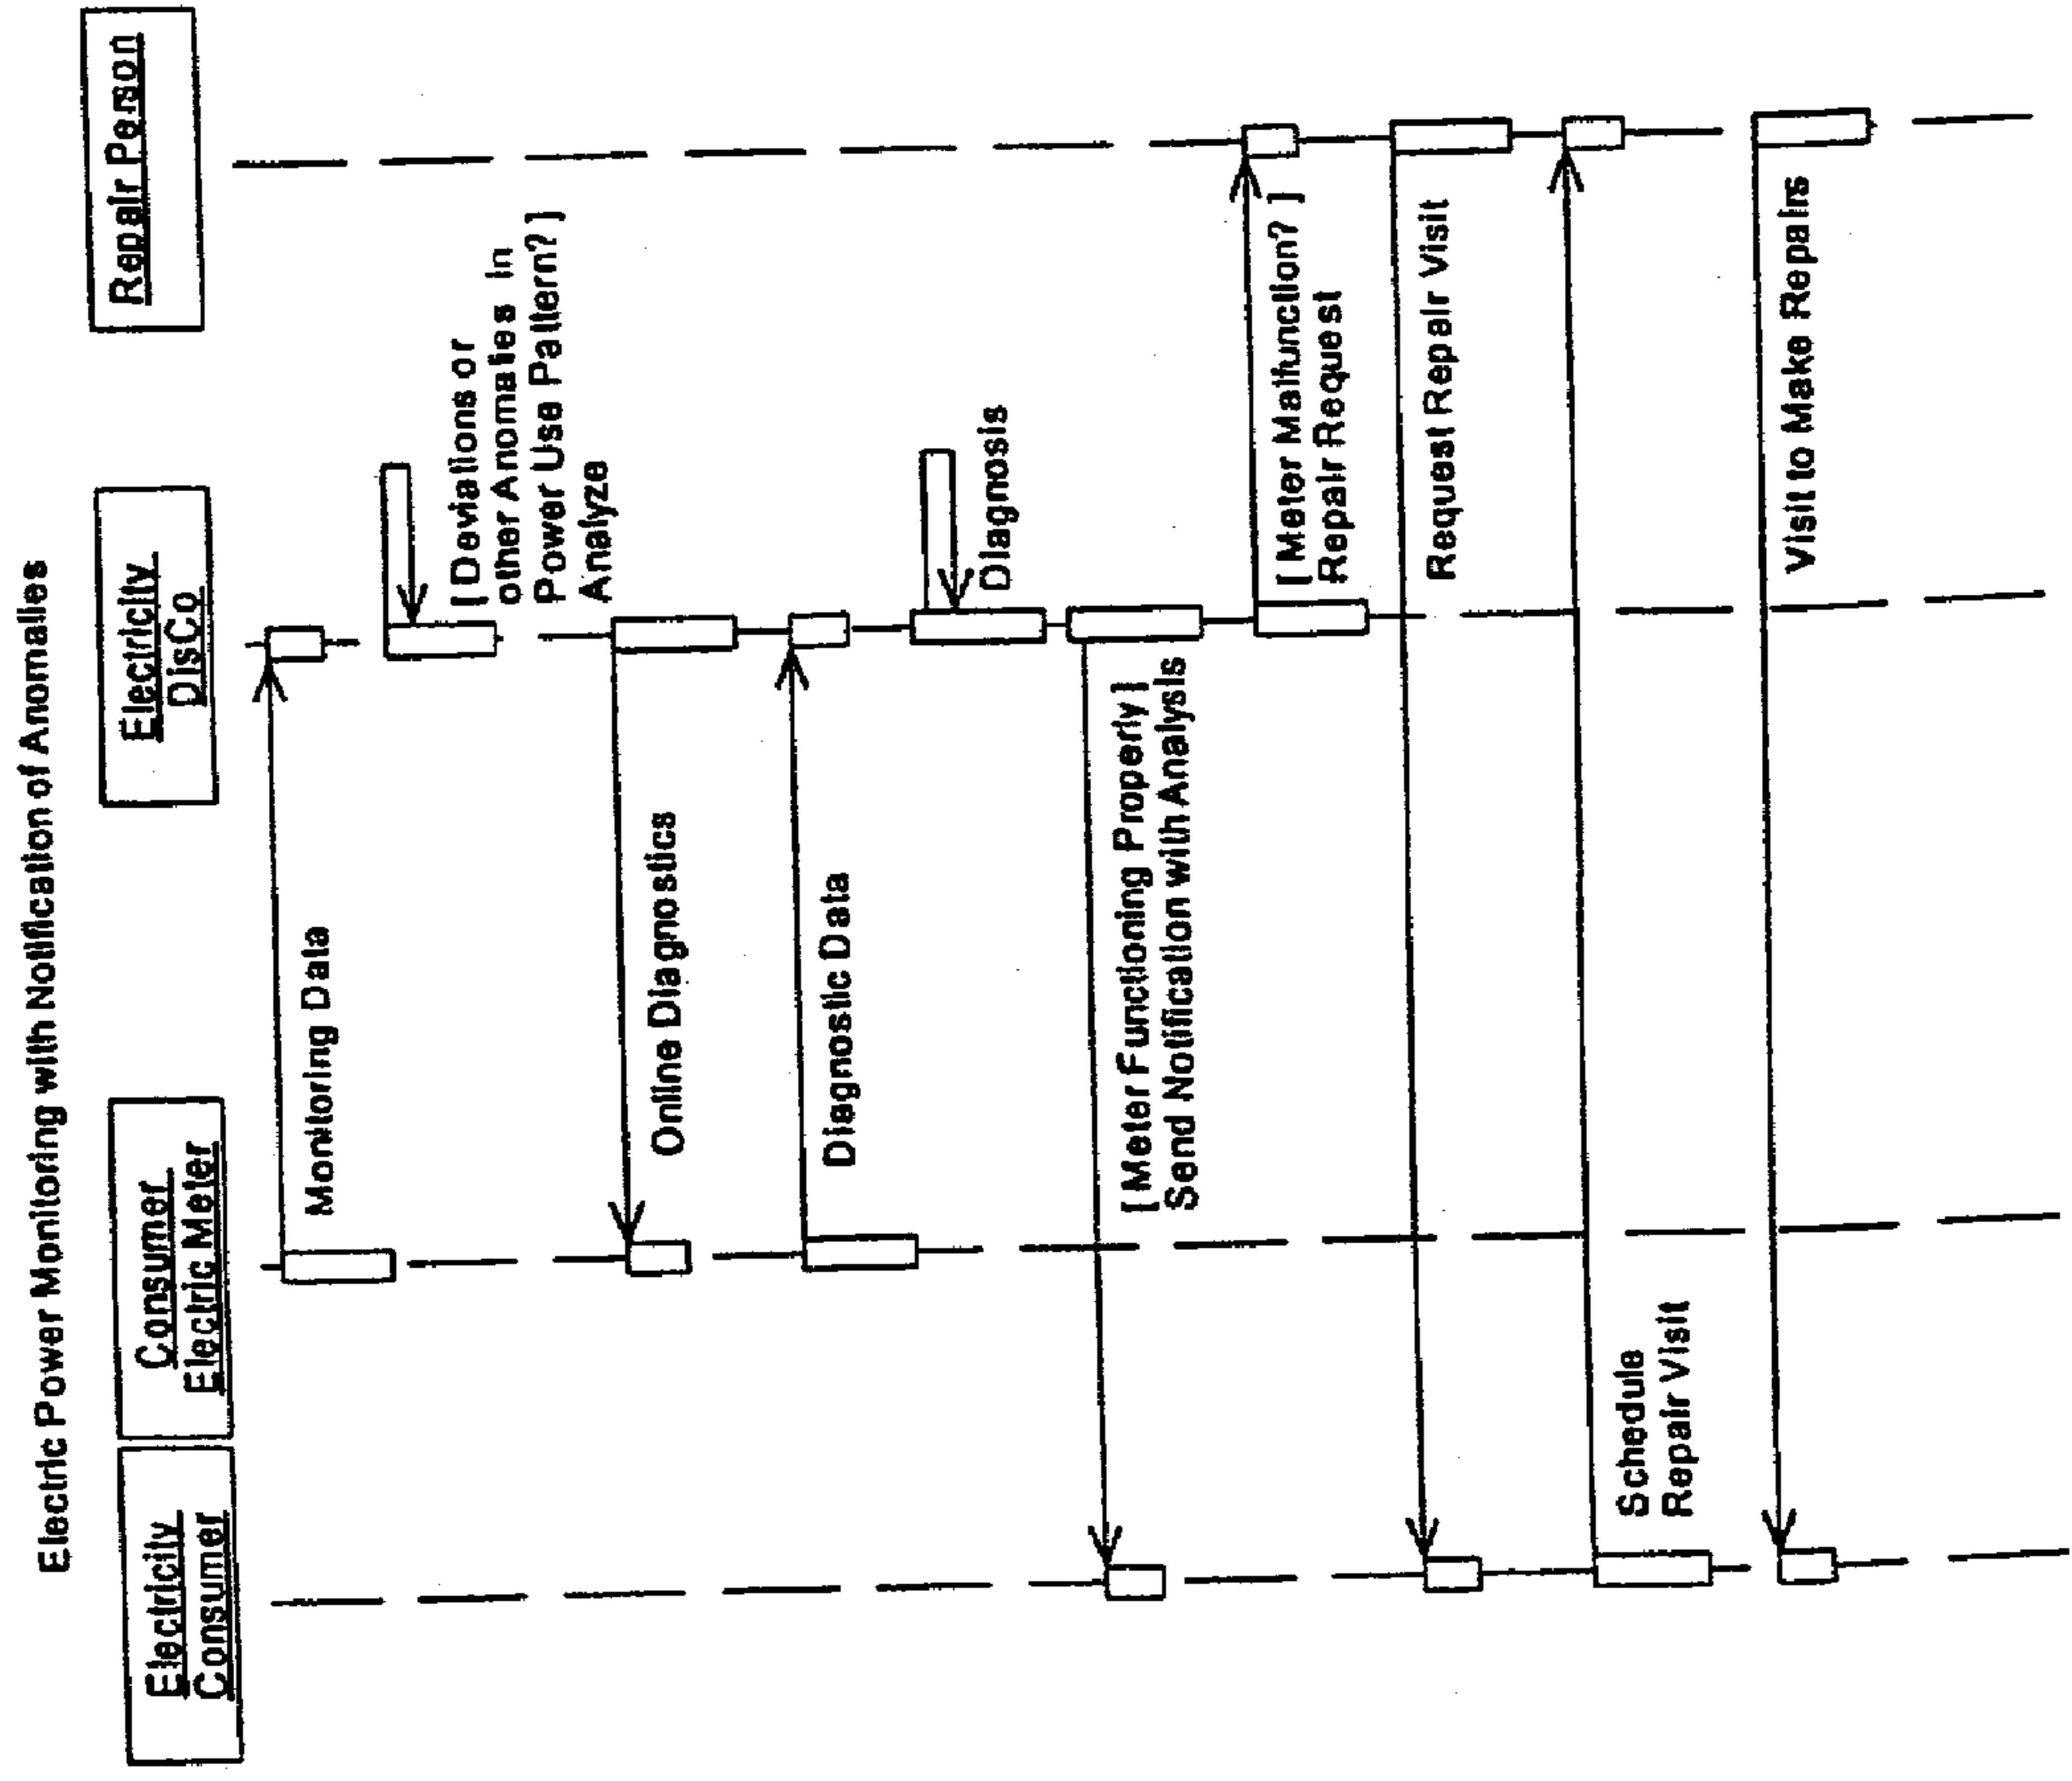 Electric Power Monitoring with Notification of Anomalies
Electricity
Consumer
Consumer
Electric Meter
Electricity
DisCo
Repair Person
Monitoring Data
[Deviations or
other Anomalies in
Power Use Pattern?]
Analyze
Online Diagnostics
Diagnostic Data
Diagnosis
[Meter Functioning Properly]
Send Notification with Analysis
[Meter Malfunction?]
Repair Request
Request Repair Visit
Schedule
Repair Visit
Visit to Make Repairs